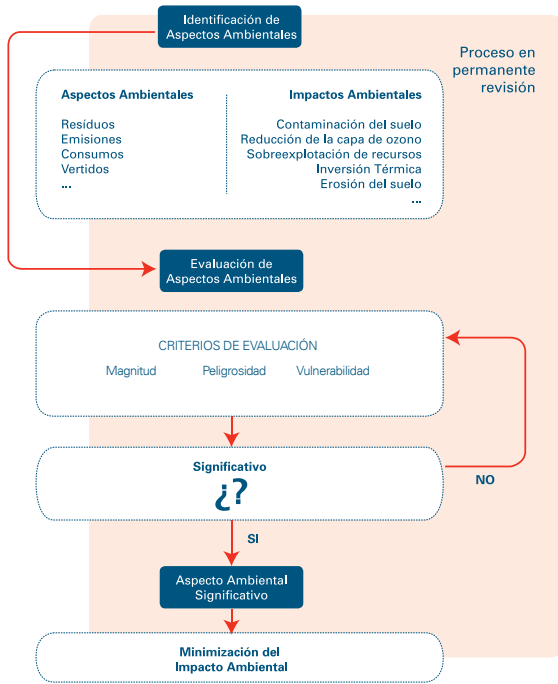 Identificación de
Aspectos Ambientales
Proceso en
permanente
revisión
Aspectos Ambientales
Resíduos
Emisiones
Consumos
Vertidos
...
Impactos Ambientales
Contaminación del suelo
Reducción de la capa de ozono
Sobreexplotación de recursos
Inversión Térmica
Erosión del suelo
...
Evaluación de
Aspectos Ambientales
CRITERIOS DE EVALUACIÓN
Magnitud Peligrosidad Vulnerabilidad
Significativo
¿?
NO
SI
Aspecto Ambiental
Significativo
Minimización del
Impacto Ambiental